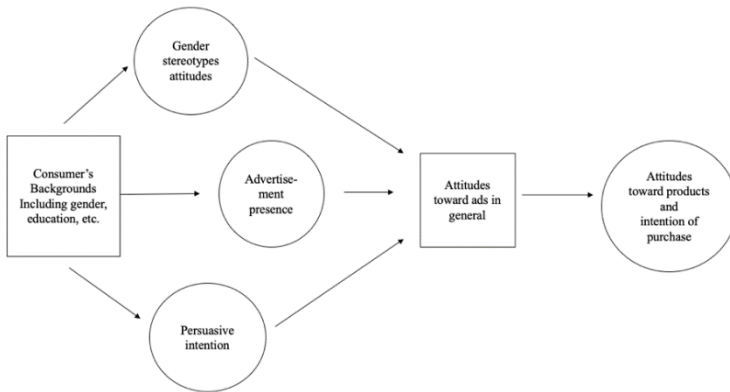 Gender
stereotypes
attitudes
Consumer's
Backgrounds
Including gender,
education, etc.
Advertise-
ment
presence
Attitudes
toward ads in
general
Attitudes
toward products
and
intention of
purchase
Persuasive
intention